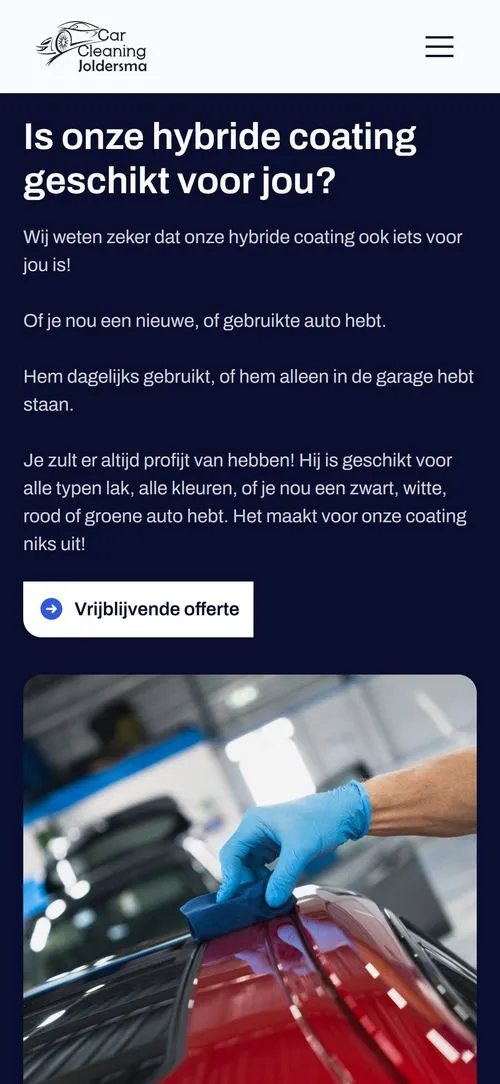 Car
Cleaning
Joldersma
Is onze hybride coating
geschikt voor jou?
Wij weten zeker dat onze hybride coating ook iets voor
jou is!
Of je nou een nieuwe, of gebruikte auto hebt.
Hem dagelijks gebruikt, of hem alleen in de garage hebt
staan.
Je zult er altijd profijt van hebben! Hij is geschikt voor
alle typen lak, alle kleuren, of je nou een zwart, witte,
rood of groene auto hebt. Het maakt voor onze coating
niks uit!
Vrijblijvende offerte